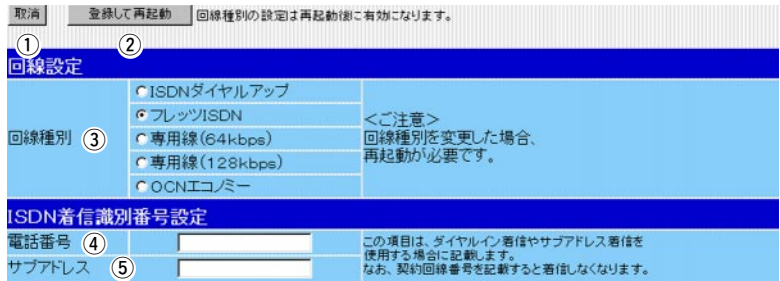 取消 登録して再起動 回線種別の設定は再起動後に有効になります。
① ②
回線設定
回線種別 ③
ISDNダイヤルアップ
フレッツISDN
専用線(64kbps)
専用線(128kbps)
OCNエコノミー
<ご注意>
回線種別を変更した場合、
再起動が必要です。
ISDN着信識別番号設定
電話番号 ④
サブアドレス ⑤
この項目は、ダイヤルイン着信やサブアドレス着信を
使用する場合に記載します。
なお、契約回線番号を記載すると着信しなくなります。